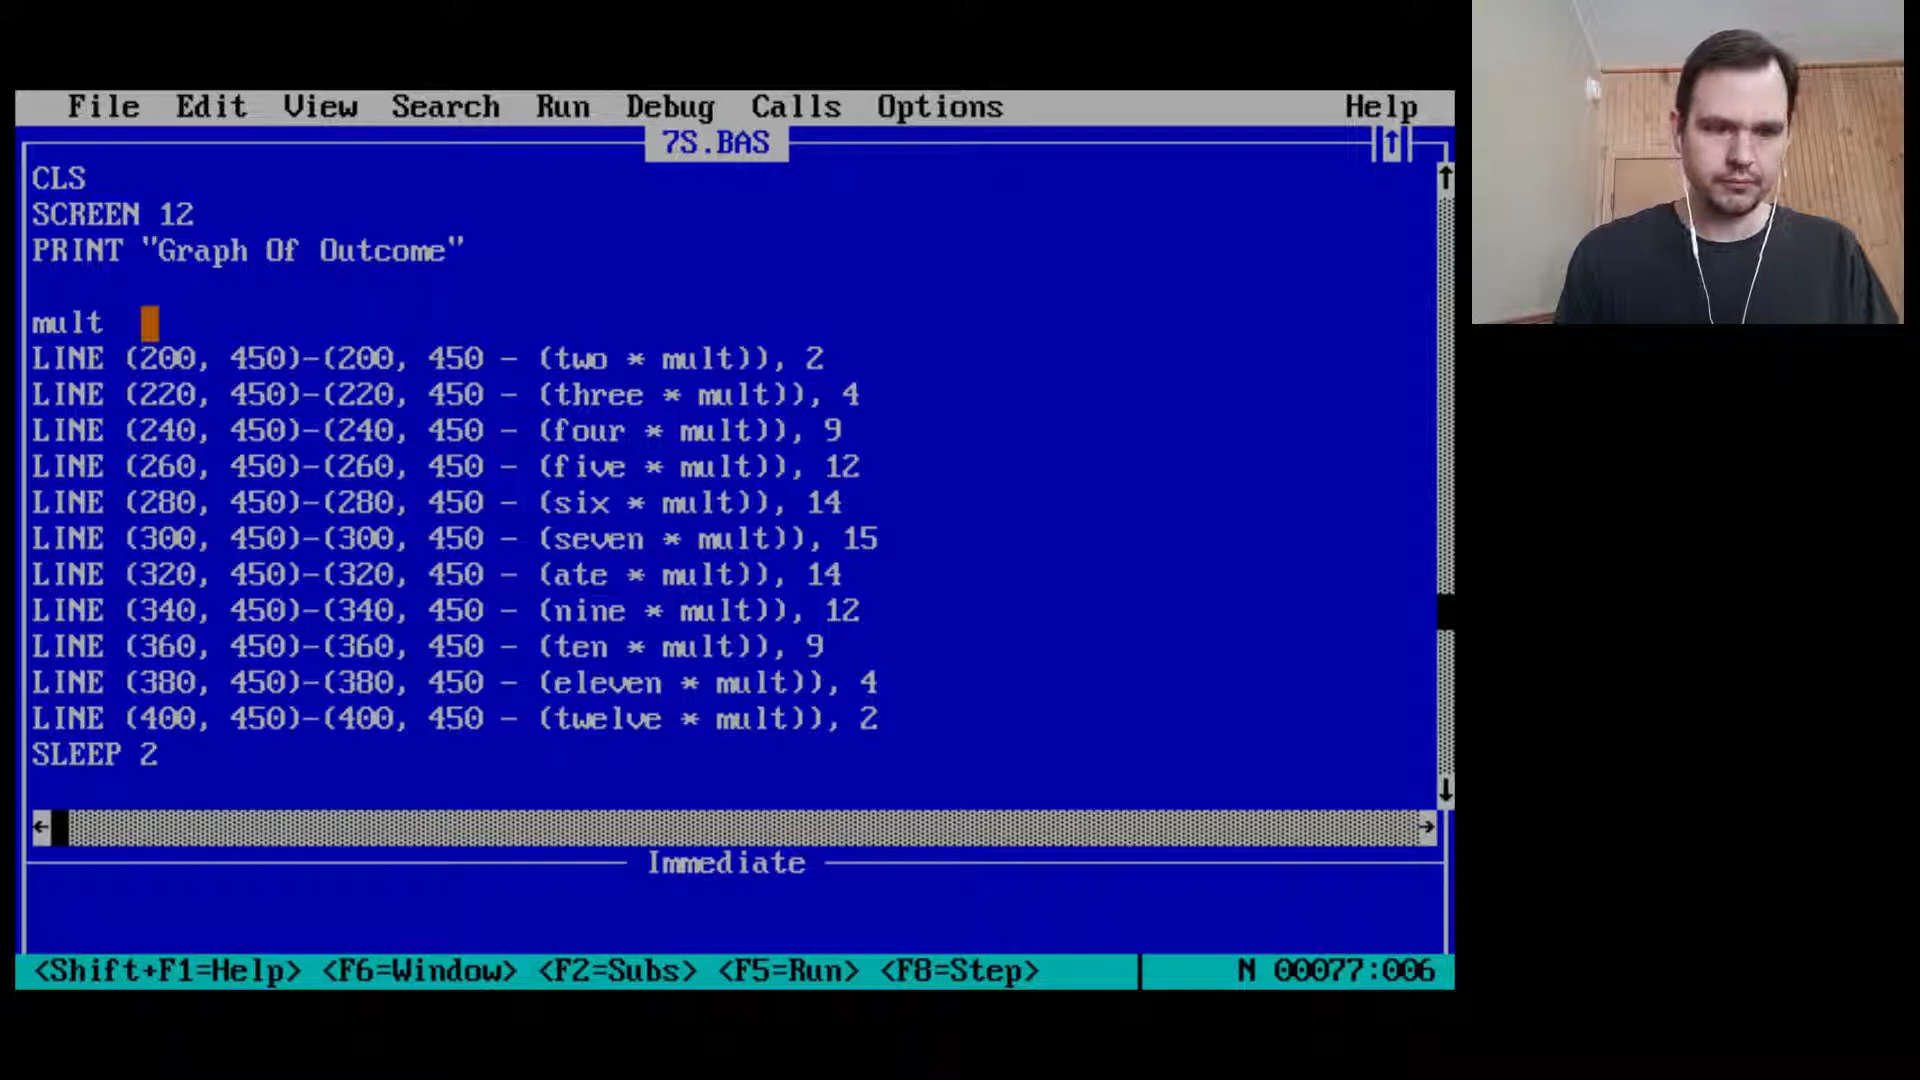 File Edit View Search Run Debug Calls Options Help
7S.BAS
CLS
SCREEN 12
PRINT "Graph Of Outcome"
mult
LINE (200, 450)-(200, 450 - (two * mult)), 2
LINE (220, 450)-(220, 450 - (three * mult)), 4
LINE (240, 450)-(240, 450 - (four * mult)), 9
LINE (260, 450)-(260, 450 - (five * mult)), 12
LINE (280, 450)-(280, 450 - (six * mult)), 14
LINE (300, 450)-(300, 450 - (seven * mult)), 15
LINE (320, 450)-(320, 450 - (ate * mult)), 14
LINE (340, 450)-(340, 450 - (nine * mult)), 12
LINE (360, 450)-(360, 450 - (ten * mult)), 9
LINE (380, 450)-(380, 450 - (eleven * mult)), 4
LINE (400, 450)-(400, 450 - (twelve * mult)), 2
SLEEP 2
Immediate
<Shift+F1=Help> <F6=Window> <F2=Subs> <F5=Run> <F8=Step> N 00077:006